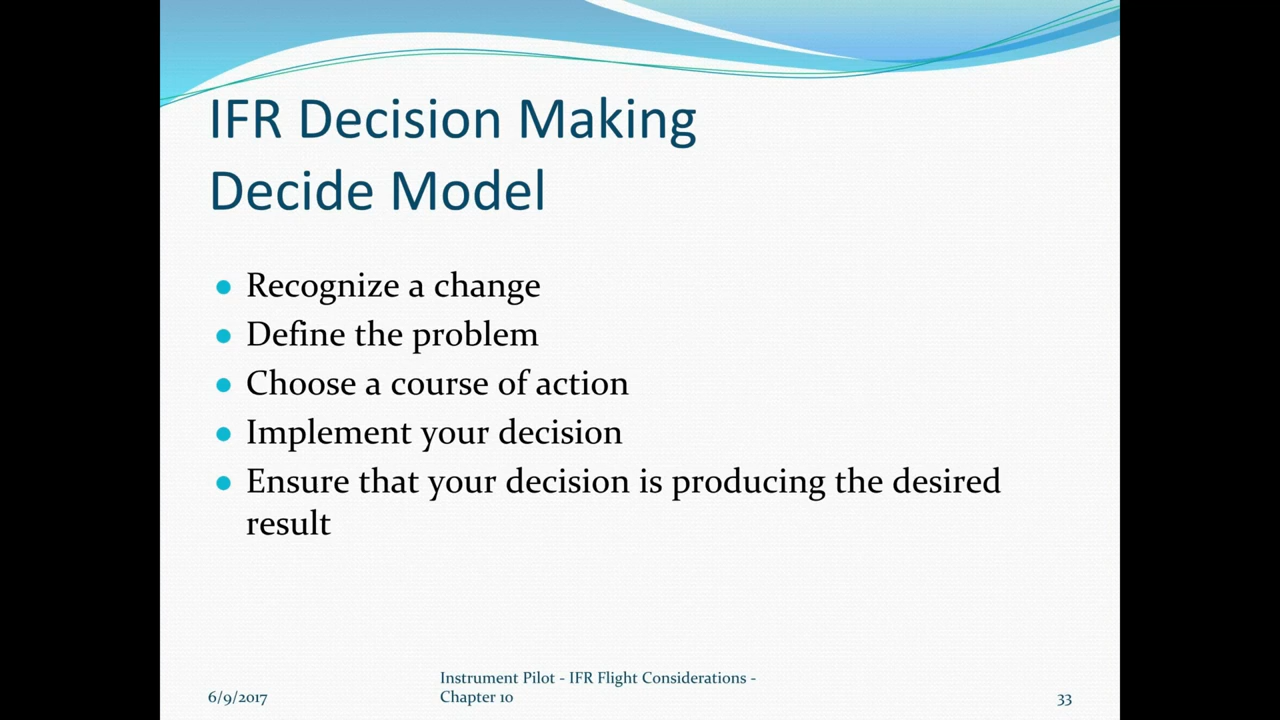 IFR Decision Making
Decide Model
Recognize a change
Define the problem
Choose a course of action
Implement your decision
Ensure that your decision is producing the desired
result
6/9/2017
Instrument Pilot - IFR Flight Considerations -
Chapter 10
33